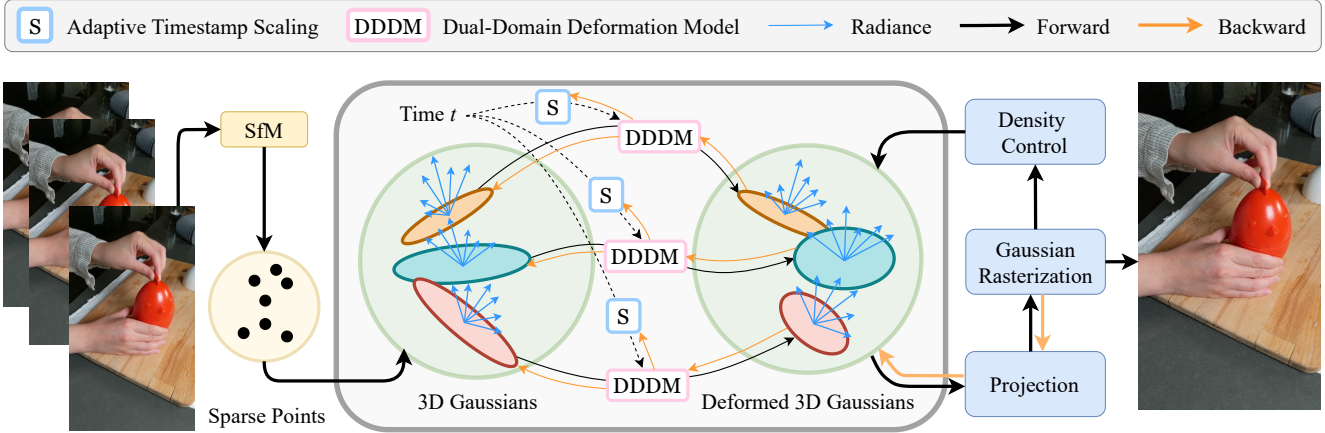 S Adaptive Timestamp Scaling DDDM Dual-Domain Deformation Model Radiance Forward Backward
Time t
S
SfM
DDDM
Density
Control
S
DDDM
Gaussian
Rasterization
S
DDDM
Projection
Sparse Points
3D Gaussians
Deformed 3D Gaussians